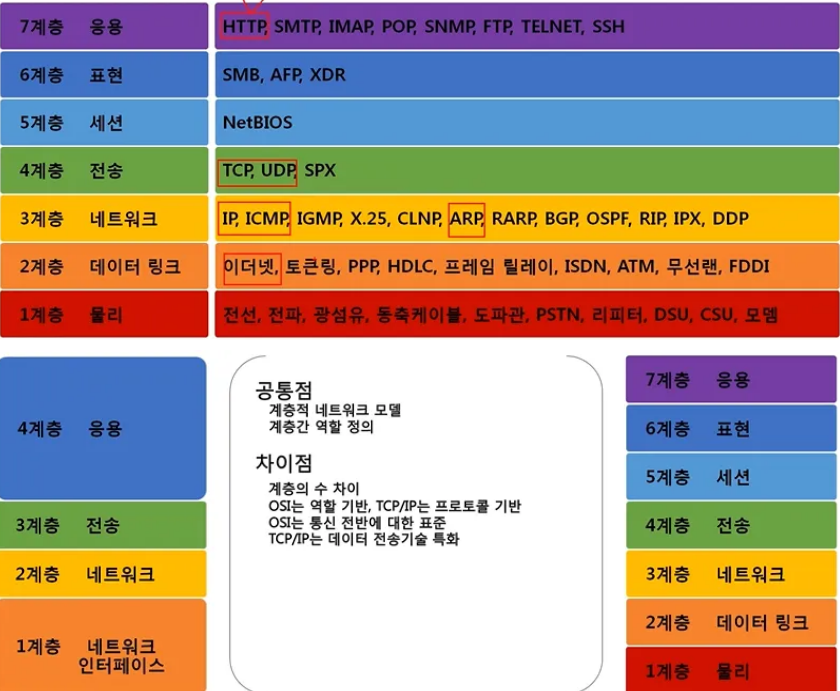 7계층 응용 HTTP, SMTP, IMAP, POP, SNMP, FTP, TELNET, SSH
6계층 표현 SMB, AFP, XDR
5계층 세션 NetBIOS
4계층 전송 TCP, UDP, SPX
3계층 네트워크 IP, ICMP, IGMP, X.25, CLNP, ARP, RARP, BGP, OSPF, RIP, IPX, DDP
2계층 데이터 링크 이더넷, 토큰링, PPP, HDLC, 프레임 릴레이, ISDN, ATM, 무선랜, FDDI
1계층 물리 전선, 전파, 광섬유, 동축케이블, 도파관, PSTN, 리피터, DSU, CSU, 모뎀
4계층 응용
3계층 전송
2계층 네트워크
1계층 네트워크
인터페이스
공통점
계층적 네트워크 모델
계층간 역할 정의
차이점
계층의 수 차이
OSI는 역할 기반, TCP/IP는 프로토콜 기반
OSI는 통신 전반에 대한 표준
TCP/IP는 데이터 전송기술 특화
7계층 응용
6계층 표현
5계층 세션
4계층 전송
3계층 네트워크
2계층 데이터 링크
1계층 물리